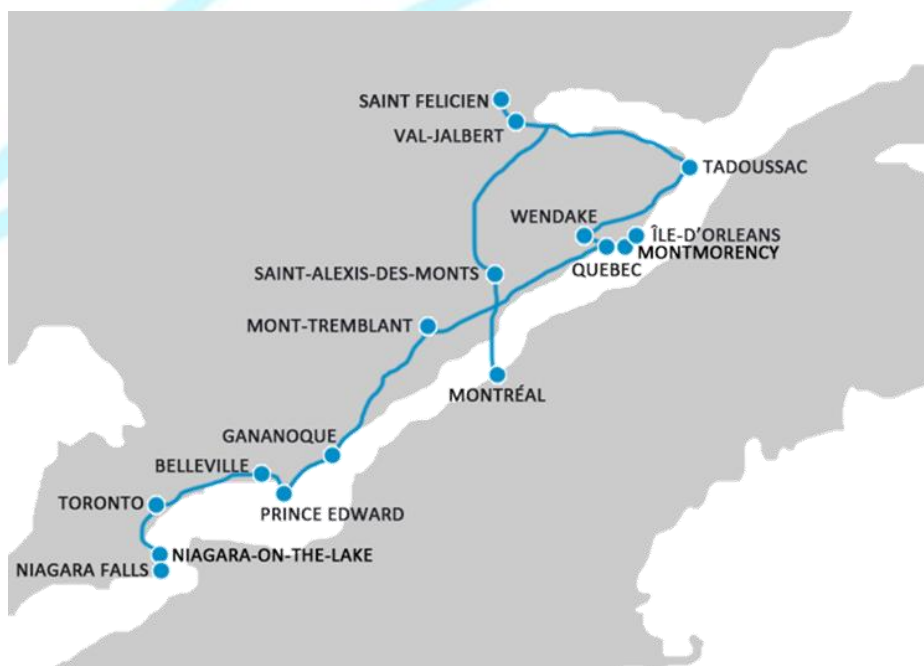 SAINT FELICIEN
VAL-JALBERT
TADOUSSAC
WENDAKE
ÎLE-D'ORLEANS
MONTMORENCY
QUEBEC
SAINT-ALEXIS-DES-MONTS
MONT-TREMBLANT
MONTRÉAL
GANANOQUE
BELLEVILLE
TORONTO
PRINCE EDWARD
NIAGARA-ON-THE-LAKE
NIAGARA FALLS